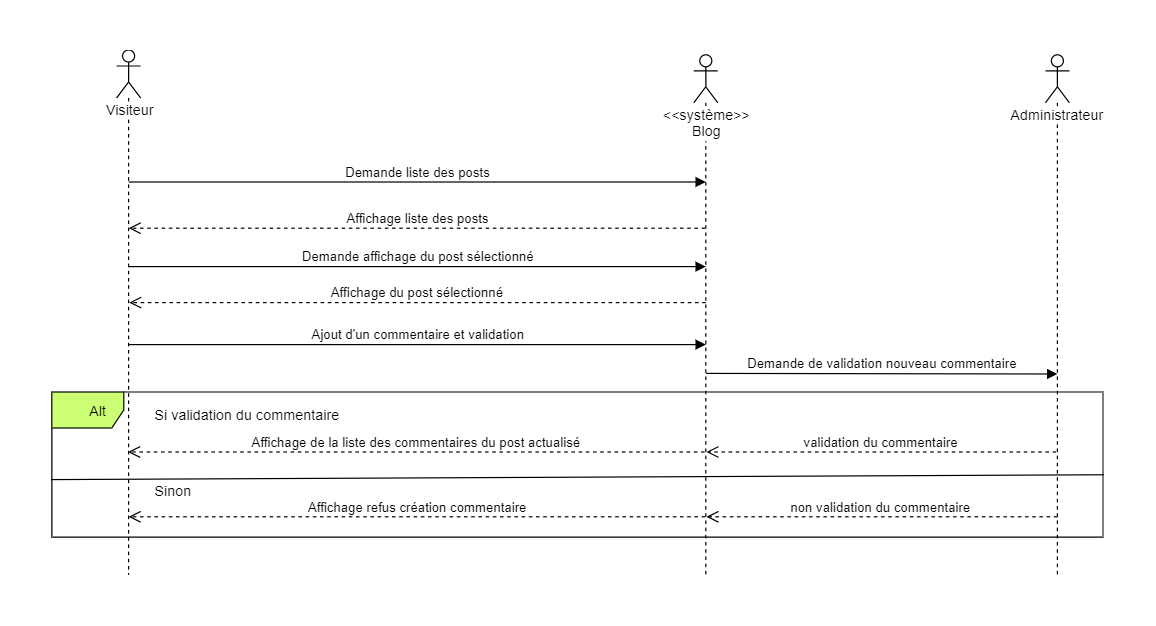 Visiteur
<<système>>
Blog
Administrateur
Demande liste des posts
Affichage liste des posts
Demande affichage du post sélectionné
Affichage du post sélectionné
Ajout d'un commentaire et validation
Demande de validation nouveau commentaire
Alt
Si validation du commentaire
Affichage de la liste des commentaires du post actualisé
validation du commentaire
Sinon
Affichage refus création commentaire
non validation du commentaire